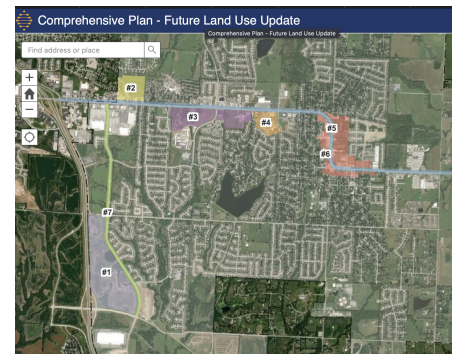 Comprehensive Plan - Future Land Use Update
Comprehensive Plan - Future Land Use Update
Find address or place
#2
#3
#4
#5
#6
#7
#1